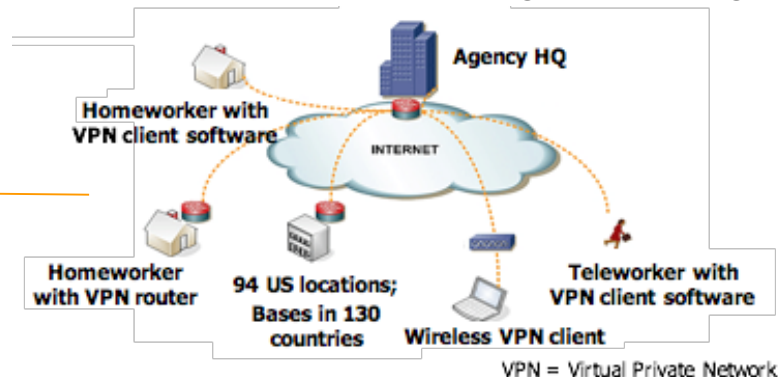 Agency HQ
Homeworker with
VPN client software
INTERNET
Homeworker
with VPN router
94 US locations;
Bases in 130
countries
Wireless VPN client
Teleworker with
VPN client software
VPN = Virtual Private Network